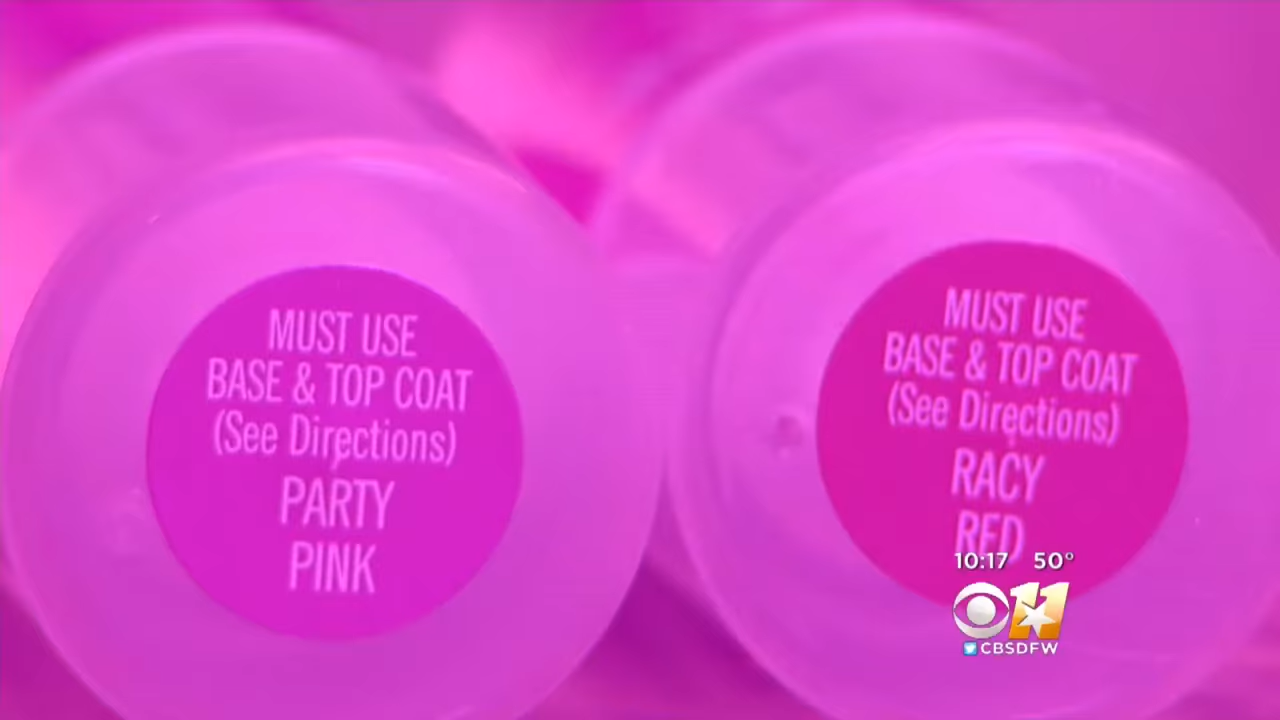 MUST USE
BASE & TOP COAT
(See Directions)
PARTY
PINK
MUST USE
BASE & TOP COAT
(See Directions)
RACY
RED
10:17 50°
11
CBSDFW